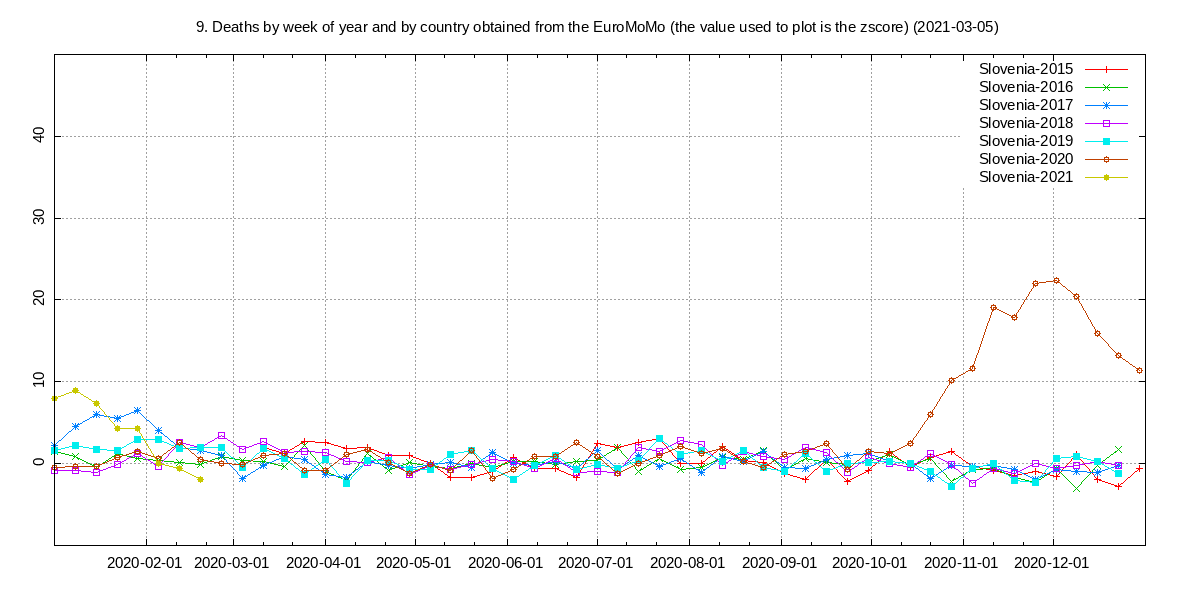 9. Deaths by week of year and by country obtained from the EuroMoMo (the value used to plot is the zscore) (2021-03-05)
Slovenia-2015
Slovenia-2016
Slovenia-2017
Slovenia-2018
Slovenia-2019
Slovenia-2020
Slovenia-2021
40
30
20
10
0
2020-02-01 2020-03-01 2020-04-01 2020-05-01 2020-06-01 2020-07-01 2020-08-01 2020-09-01 2020-10-01 2020-11-01 2020-12-01